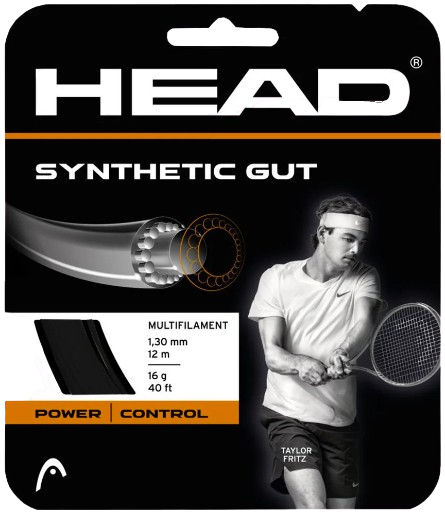 HEAD®
SYNTHETIC GUT
MULTIFILAMENT
1,30 mm
12 m
16 g
40 ft
POWER | CONTROL
TAYLOR
FRITZ